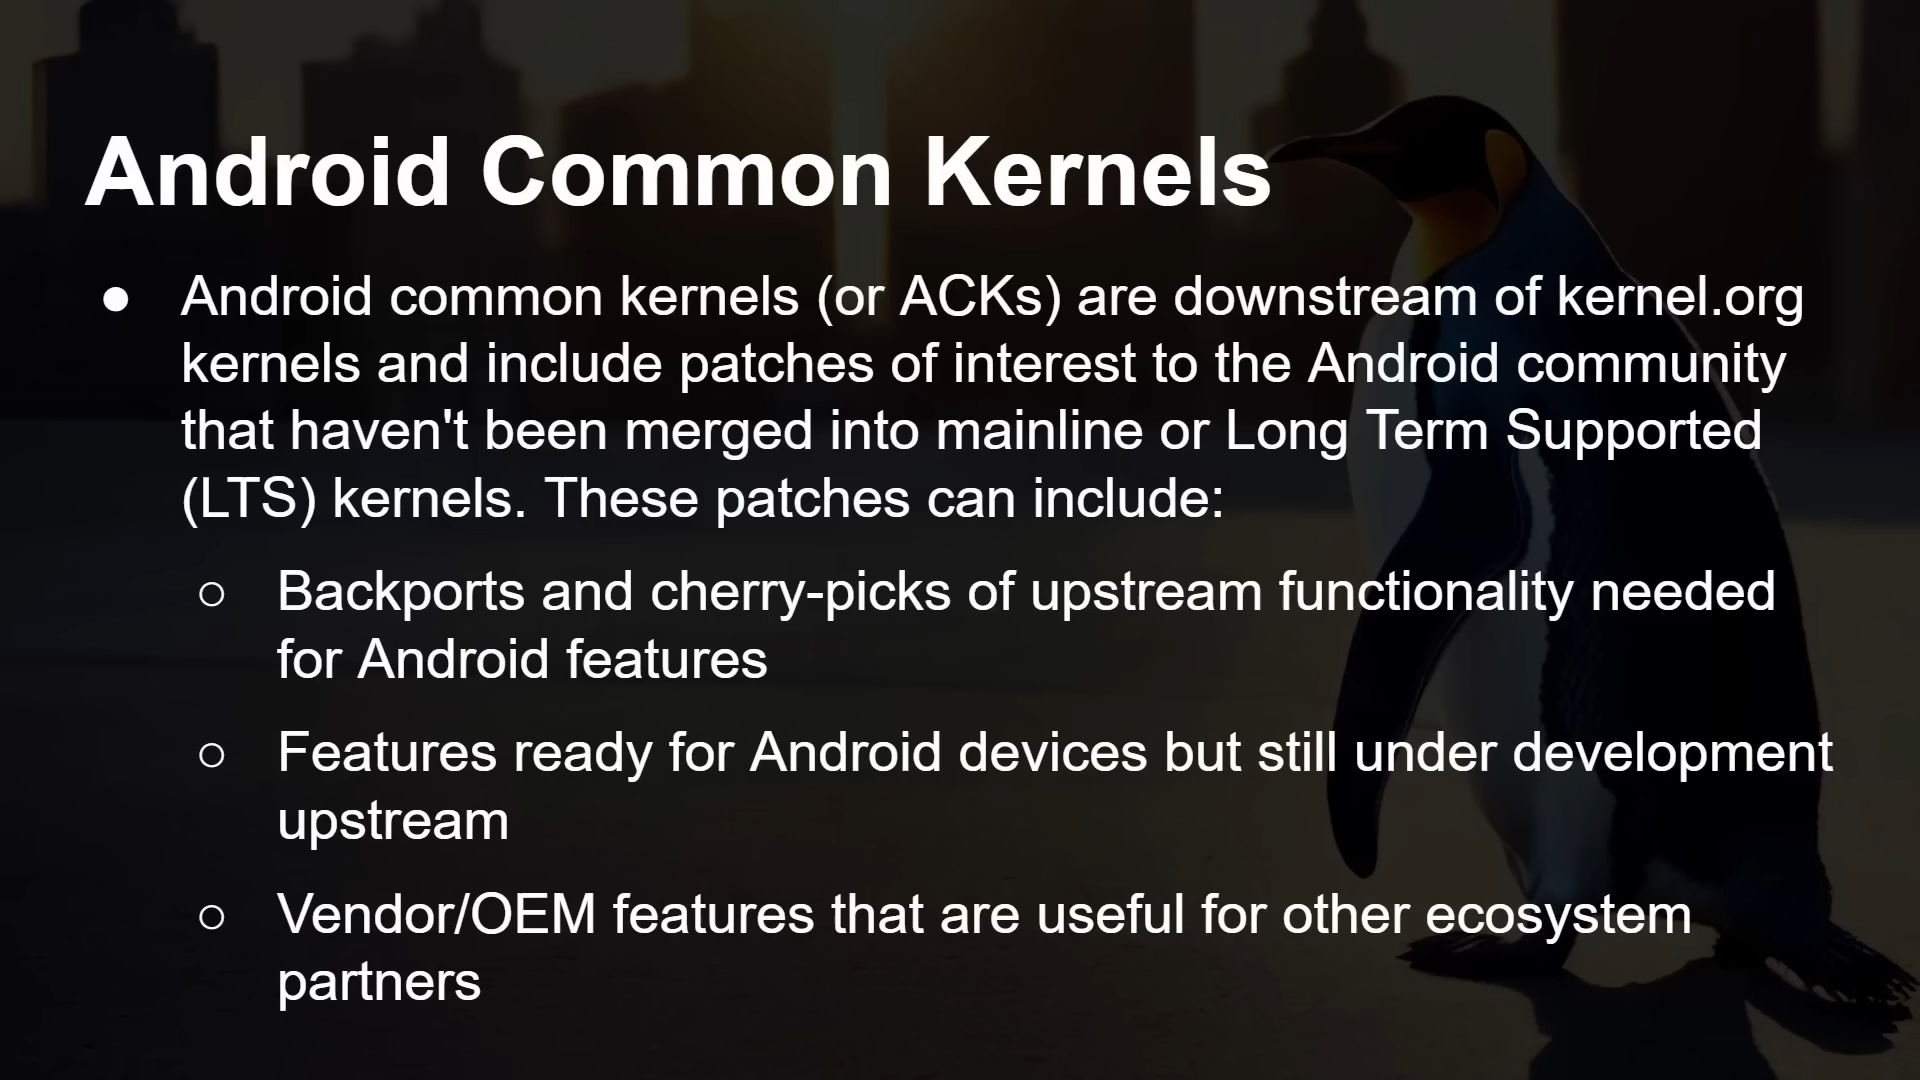 Android Common Kernels
● Android common kernels (or ACKs) are downstream of kernel.org
kernels and include patches of interest to the Android community
that haven't been merged into mainline or Long Term Supported
(LTS) kernels. These patches can include:
○ Backports and cherry-picks of upstream functionality needed
for Android features
○ Features ready for Android devices but still under development
upstream
○ Vendor/OEM features that are useful for other ecosystem
partners